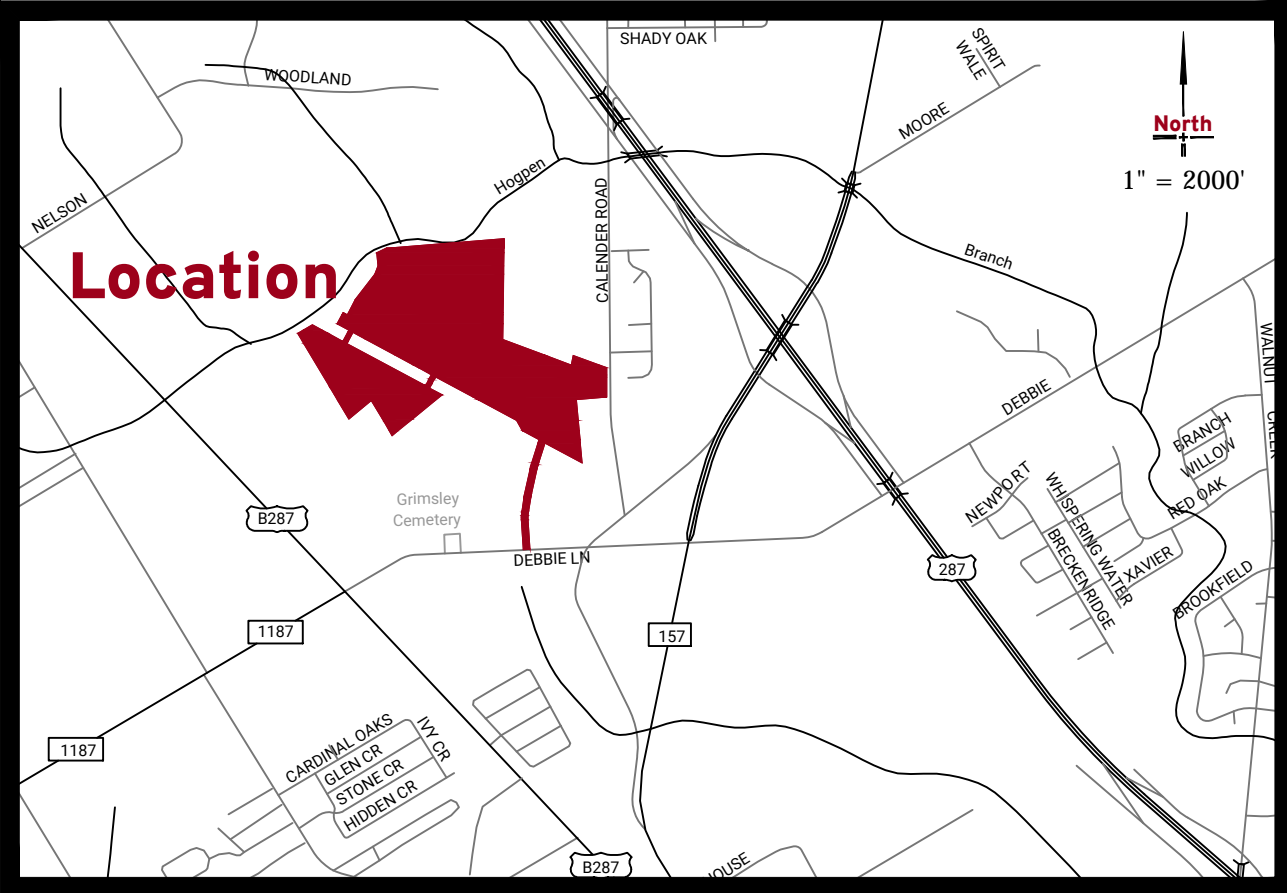 SHADY OAK
SPIRIT
WALE
WOODLAND
MOORE
North
1" = 2000'
Hogpen
NELSON
CALENDER ROAD
Branch
Location
WALNUT
CREEK
DEBBIE
BRANCH
WILLOW
NEWPORT
WHISPERING WATER
RED OAK
Grimsley
Cemetery
B287
BRECKENRIDGE
DEBBIE LN
287
XAVIER
BROOKFIELD
1187
157
1187
CARDINAL OAKS
IVY CR
GLEN CR
STONE CR
HIDDEN CR
B287